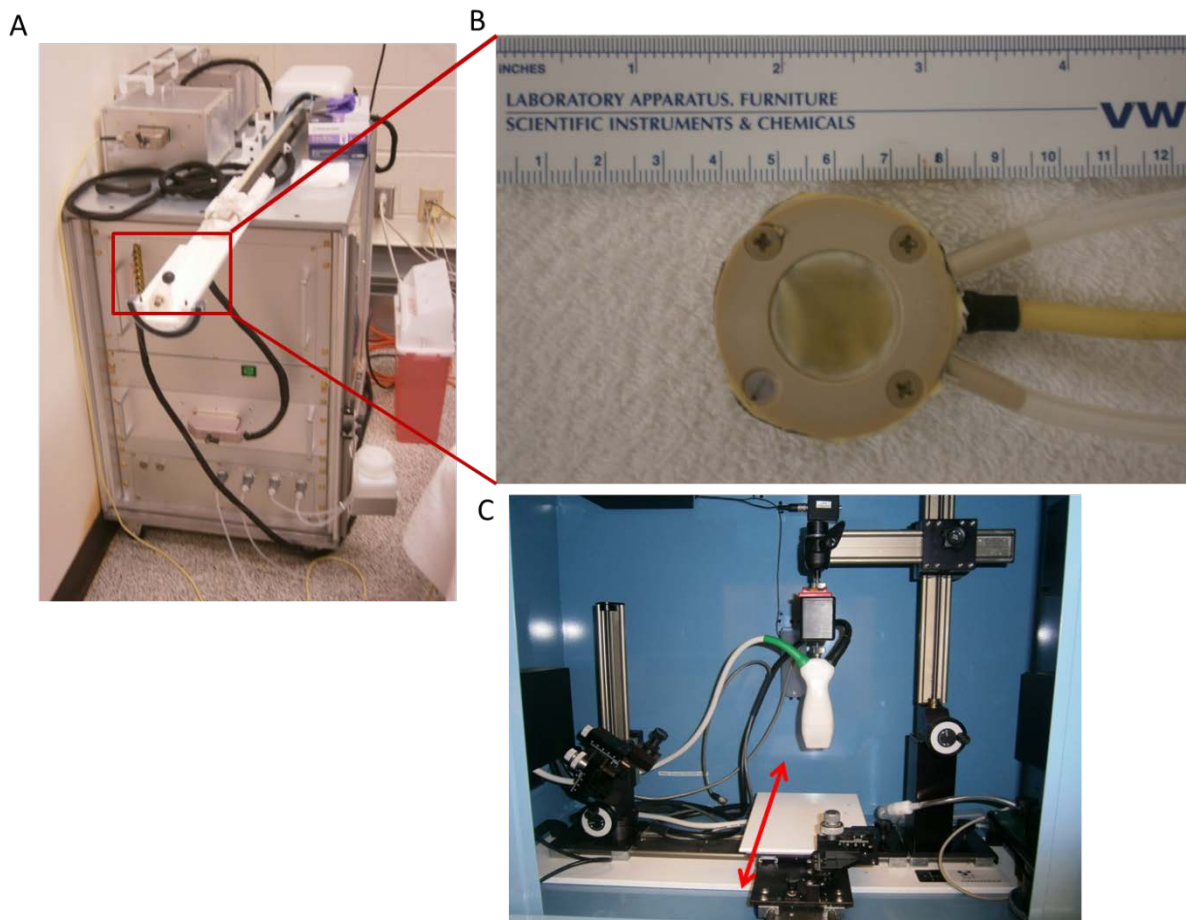 A
B
INCHES 1 2 3 4
LABORATORY APPARATUS, FURNITURE
SCIENTIFIC INSTRUMENTS & CHEMICALS
VW
1 2 3 4 5 6 7 8 9 10 11 12
C